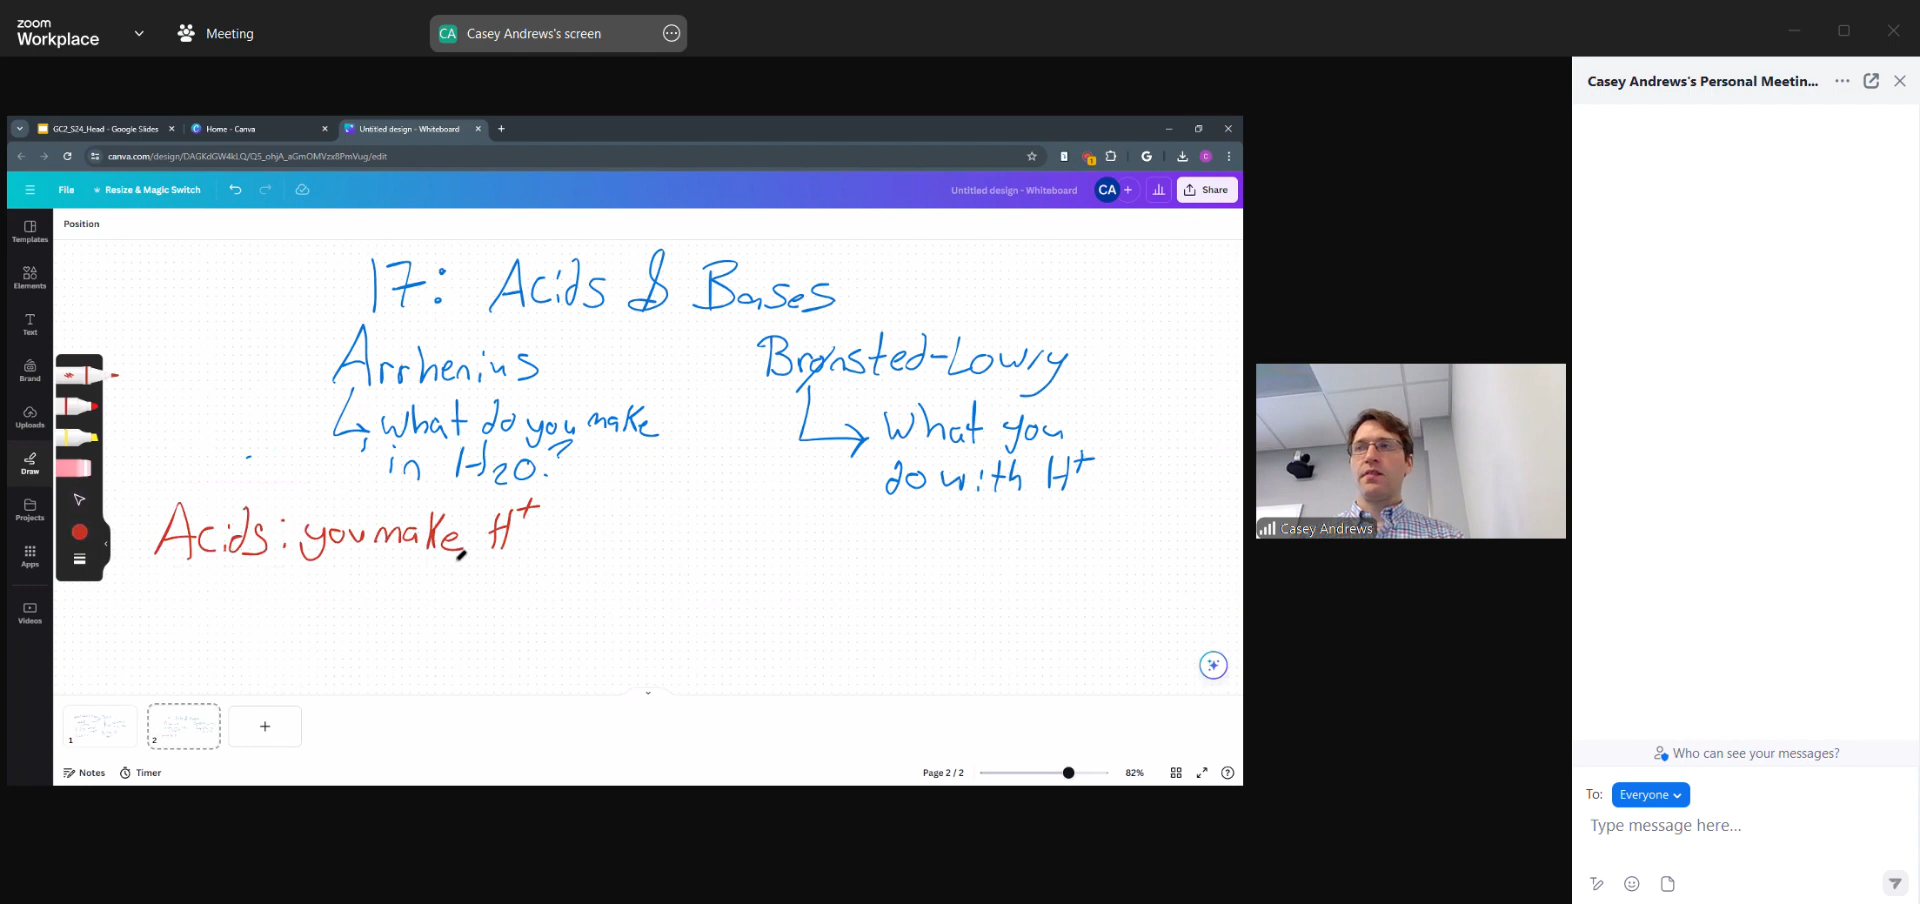 zoom
Workplace
Meeting
CA Casey Andrews's screen
Casey Andrews's Personal Meetin...
GC2_S24_Head - Google Slides
Home - Canva
Untitled design - Whiteboard
canva.com/design/DAGKdGW4kLQ/QS_ohjA_aGmOMVzx8PmVug/edit
File
Resize & Magic Switch
Untitled design - Whiteboard
CA
Share
Position
Templates
Elements
Text
Brand
Uploads
Draw
Projects
Apps
Videos
17: Acids & Bases
Arrhenius
Brønsted-Lowry
What do you make
in H2O?
What you
do with H+
Acids: you make H+
Casey Andrews
1
2
Notes
Timer
Page 2 / 2
82%
Who can see your messages?
To: Everyone
Type message here...